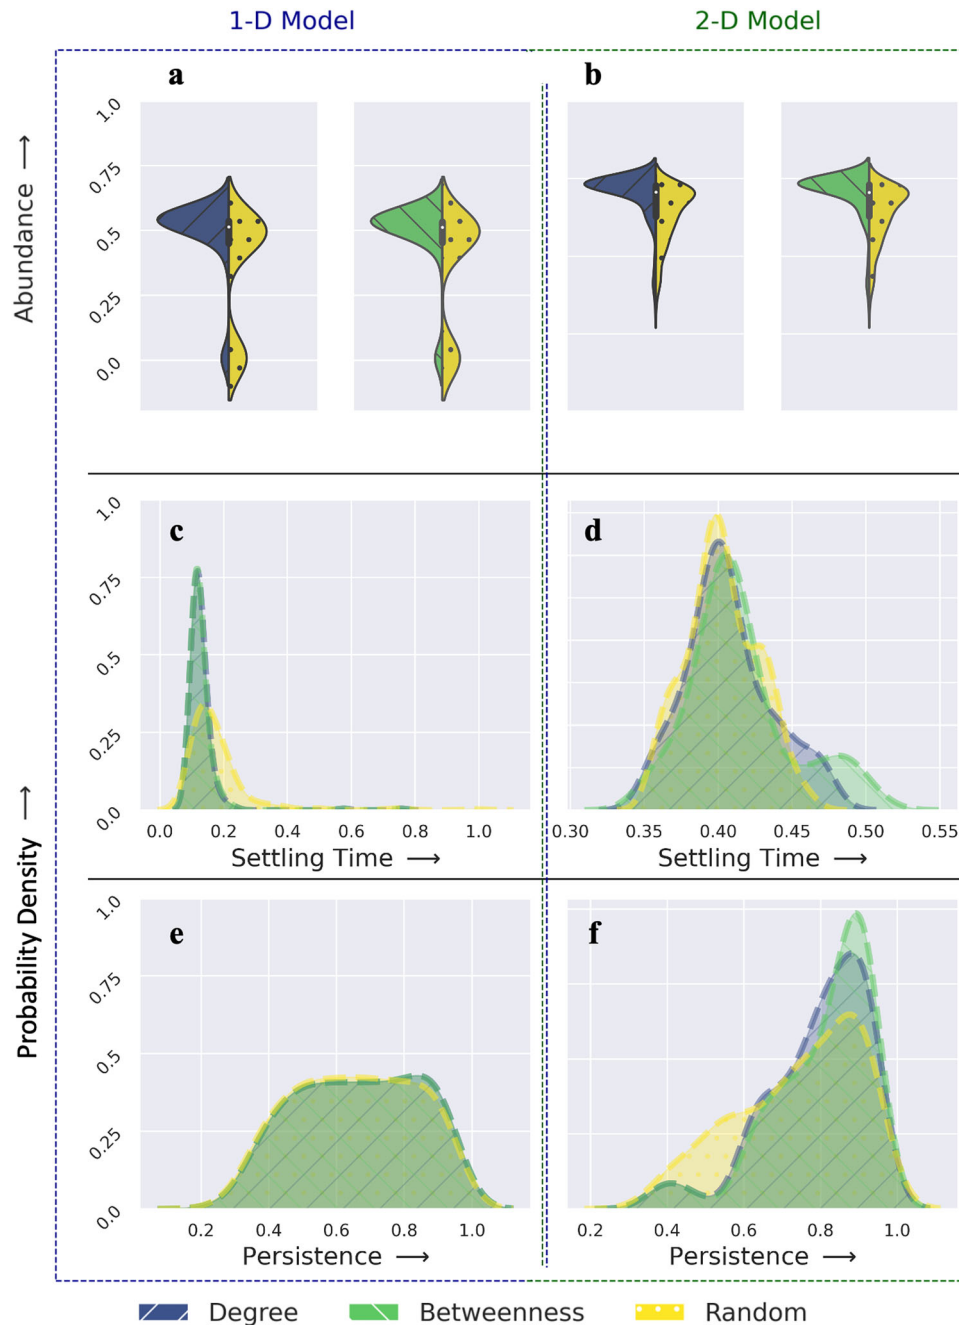 1-D Model
2-D Model
a
b
Abundance →
1.0
0.75
0.5
0.25
0.0
c
d
1.0
0.75
0.5
0.25
0.0
0.0 0.2 0.4 0.6 0.8 1.0
0.30 0.35 0.40 0.45 0.50 0.55
Settling Time →
Settling Time →
Probability Density →
e
f
1.0
0.75
0.5
0.25
0.0
0.2 0.4 0.6 0.8 1.0
0.2 0.4 0.6 0.8 1.0
Persistence →
Persistence →
Degree
Betweenness
Random